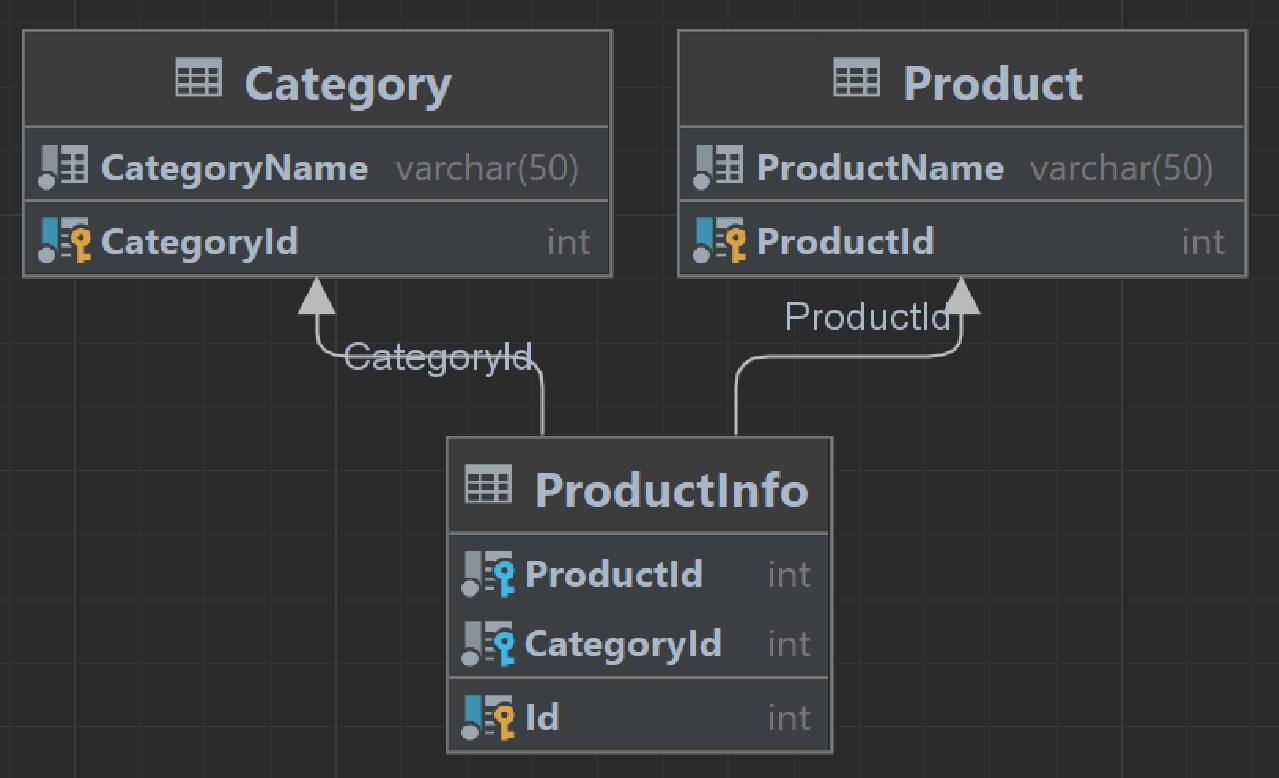 Category
CategoryName varchar(50)
CategoryId int
Product
ProductName varchar(50)
ProductId int
CategoryId
ProductId
ProductInfo
ProductId int
CategoryId int
Id int